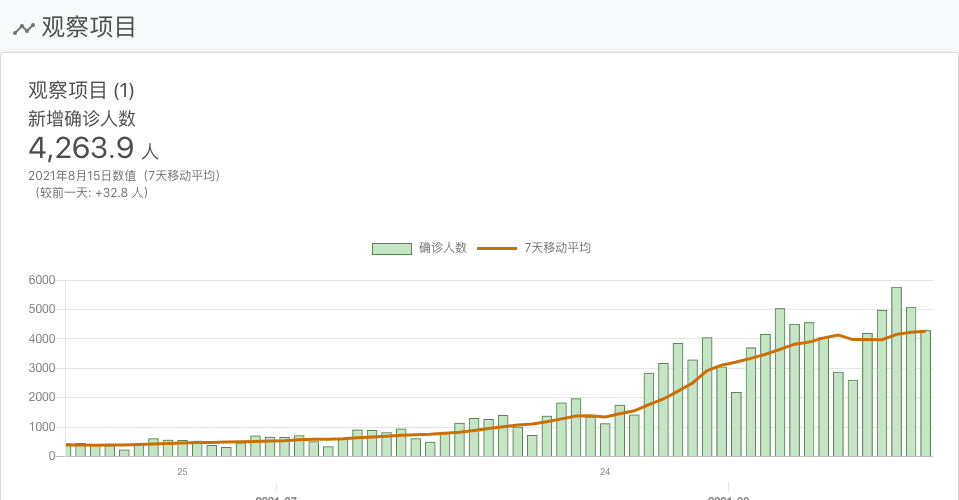 观察项目
观察项目 (1)
新增确诊人数
4,263.9 人
2021年8月15日数值（7天移动平均）
（较前一天: +32.8 人）
确诊人数 7天移动平均
6000
5000
4000
3000
2000
1000
0
25 24
2021-07 2021-08